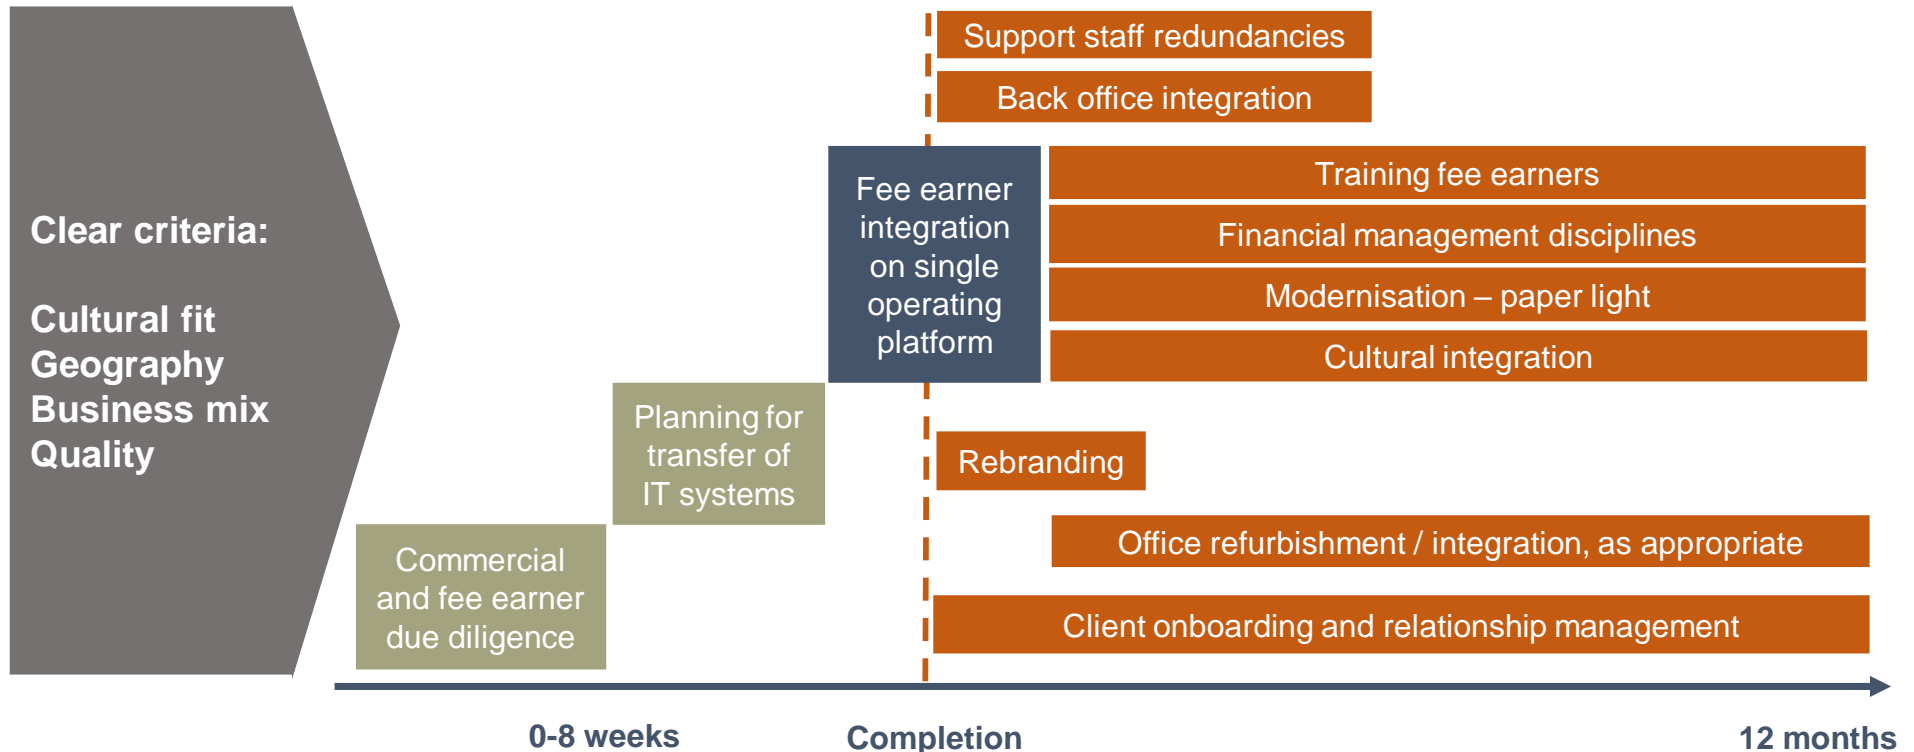 Clear criteria:
Cultural fit
Geography
Business mix
Quality
Commercial
and fee earner
due diligence
Planning for
transfer of
IT systems
Fee earner
integration
on single
operating
platform
Support staff redundancies
Back office integration
Training fee earners
Financial management disciplines
Modernisation – paper light
Cultural integration
Rebranding
Office refurbishment / integration, as appropriate
Client onboarding and relationship management
0-8 weeks
Completion
12 months